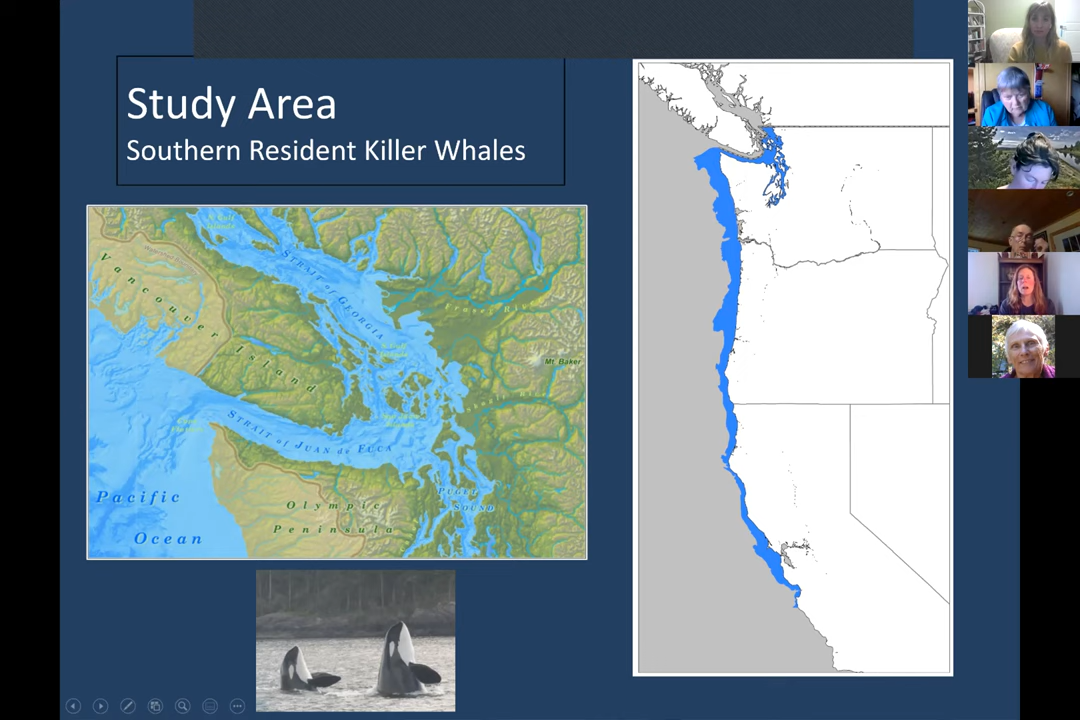 Study Area
Southern Resident Killer Whales
Vancouver Island
STRAIT of GEORGIA
Mt Baker
STRAIT of JUAN de FUCA
Pacific
Ocean
Olympic
Peninsula
PUGET
SOUND